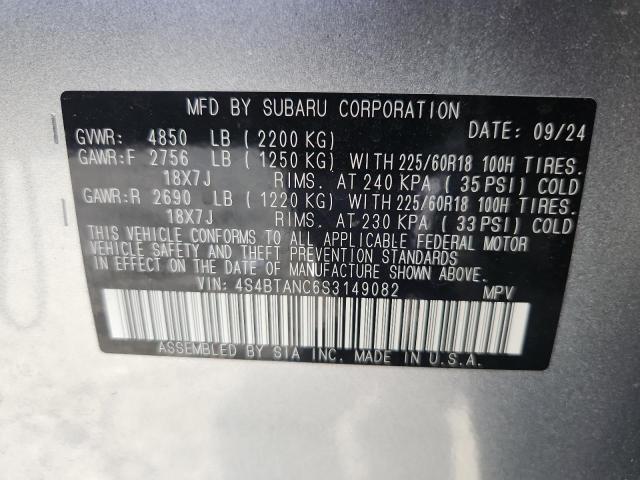 MFD BY SUBARU CORPORATION
GVWR: 4850 LB (2200 KG) DATE: 09/24
GAWR:F 2756 LB (1250 KG) WITH 225/60R18 100H TIRES.
18X7J RIMS. AT 240 KPA (35 PSI) COLD
GAWR:R 2690 LB (1220 KG) WITH 225/60R18 100H TIRES.
18X7J RIMS. AT 230 KPA (33 PSI) COLD
THIS VEHICLE CONFORMS TO ALL APPLICABLE FEDERAL MOTOR
VEHICLE SAFETY AND THEFT PREVENTION STANDARDS
IN EFFECT ON THE DATE OF MANUFACTURE SHOWN ABOVE.
VIN: 4S4BTANC6S3149082 MPV
ASSEMBLED BY SIA INC. MADE IN U.S.A.